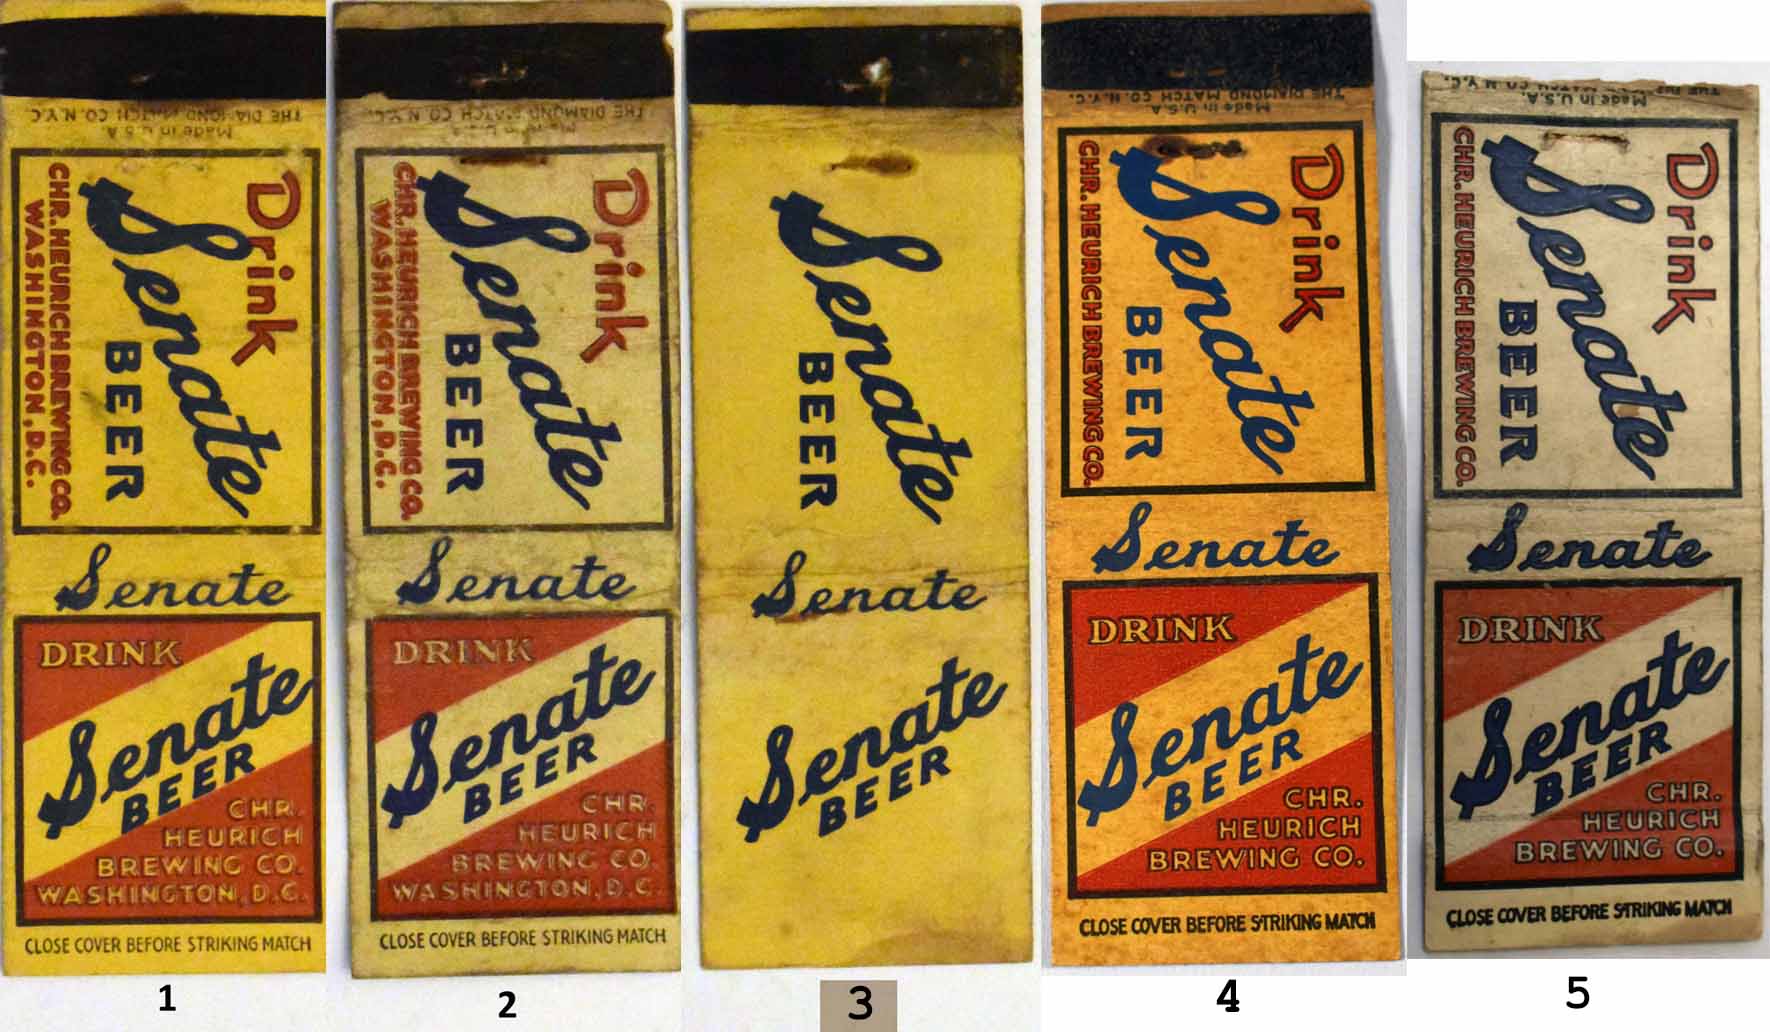 THE DIAMOND MATCH CO. N.Y.C.
Made in U.S.A.
Drink
Senate
BEER
CHR. HEURICH BREWING CO.
WASHINGTON, D.C.
Senate
DRINK
Senate
BEER
CHR.
HEURICH
BREWING CO.
WASHINGTON, D.C.
CLOSE COVER BEFORE STRIKING MATCH
1
THE DIAMOND MATCH CO. N.Y.C.
Made in U.S.A.
Drink
Senate
BEER
CHR. HEURICH BREWING CO.
WASHINGTON, D.C.
Senate
DRINK
Senate
BEER
CHR.
HEURICH
BREWING CO.
WASHINGTON, D.C.
CLOSE COVER BEFORE STRIKING MATCH
2
Senate
BEER
Senate
Senate
BEER
3
THE DIAMOND MATCH CO. N.Y.C.
Made in U.S.A
Drink
Senate
BEER
CHR. HEURICH BREWING CO.
Senate
DRINK
Senate
BEER
CHR.
HEURICH
BREWING CO.
CLOSE COVER BEFORE STRIKING MATCH
4
MATCH CO. N.Y.C.
Made in U.S.A.
Drink
Senate
BEER
CHR. HEURICH BREWING CO.
Senate
DRINK
Senate
BEER
CHR.
HEURICH
BREWING CO.
CLOSE COVER BEFORE STRIKING MATCH
5